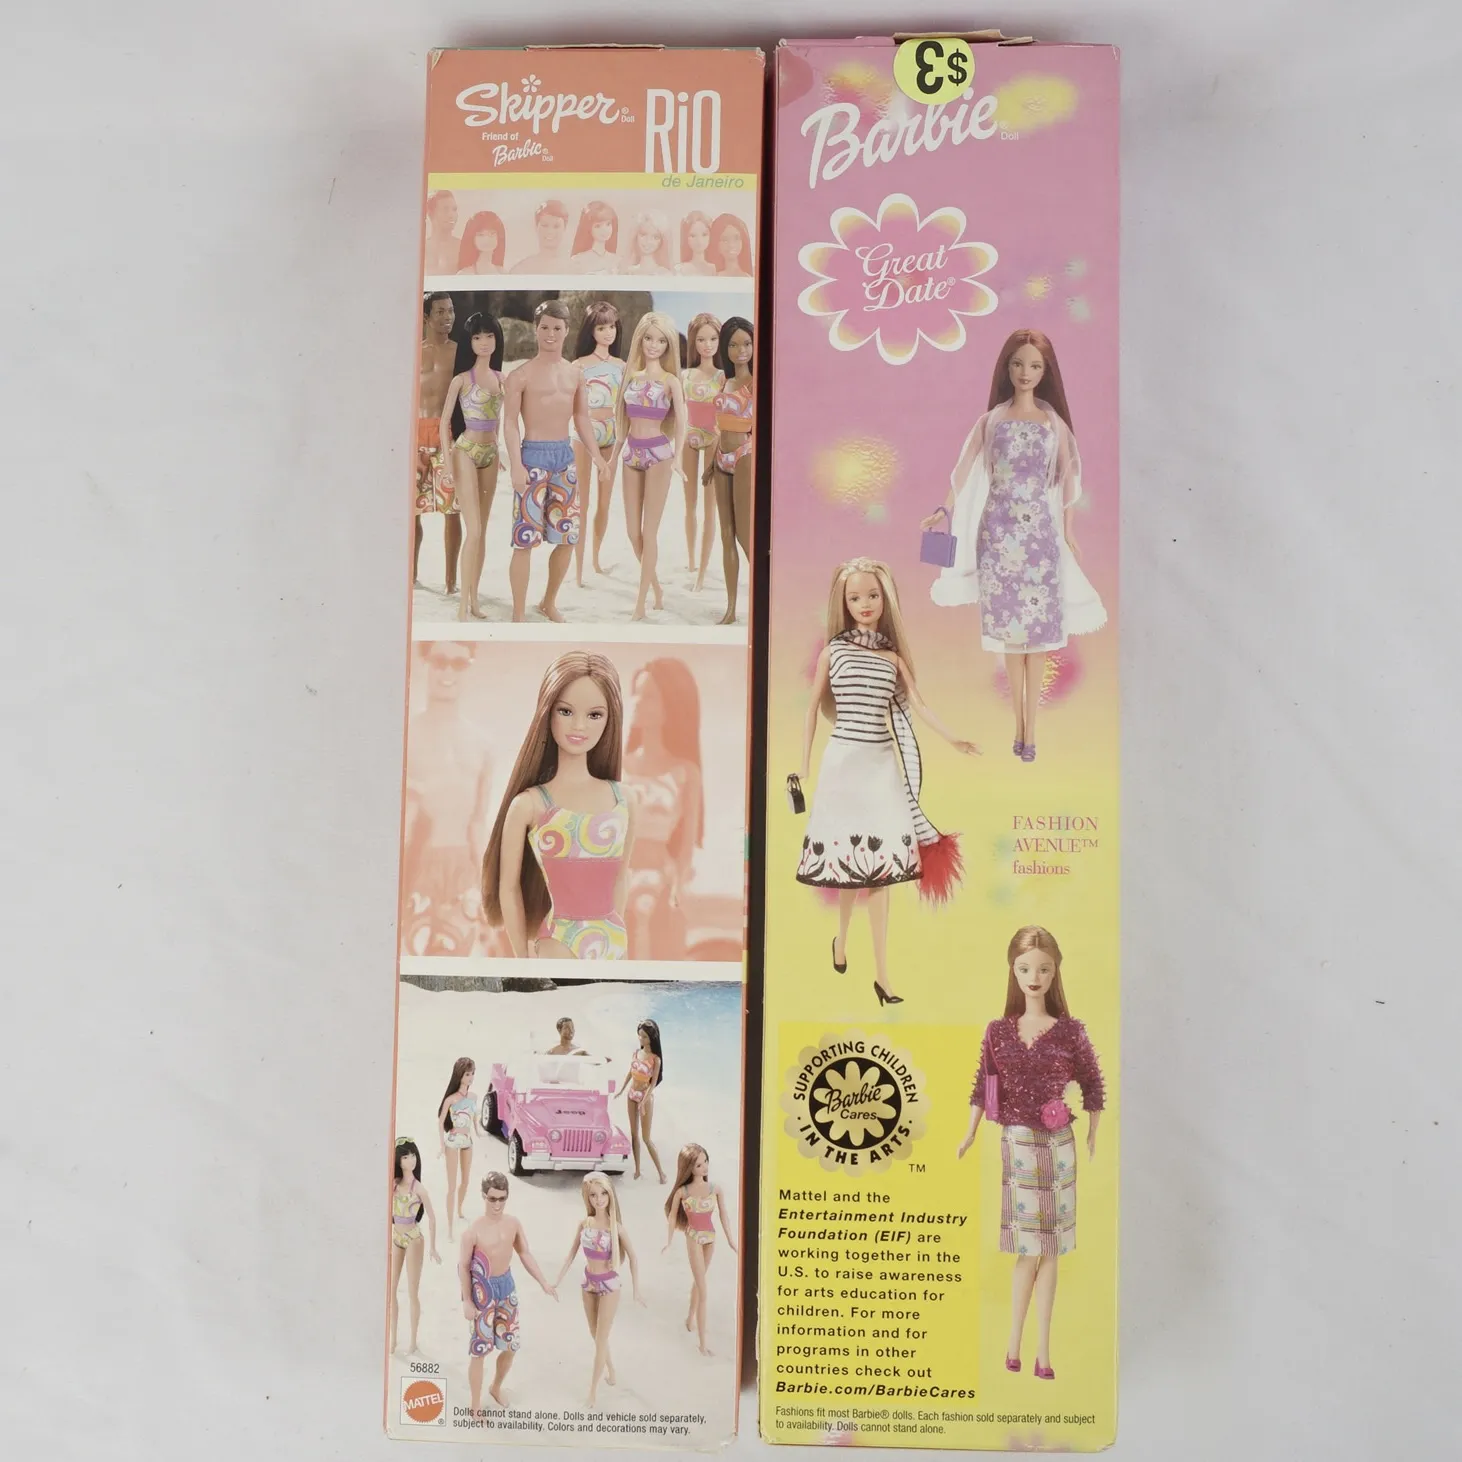 Skipper® Doll
Friend of
Barbie® Doll
RiO
de Janeiro
Jeep
56882
MATTEL®
Dolls cannot stand alone. Dolls and vehicle sold separately,
subject to availability. Colors and decorations may vary.
$3
Barbie® Doll
Great
Date®
FASHION
AVENUE™
fashions
SUPPORTING CHILDREN
Barbie
Cares
· IN THE ARTS ·
TM
Mattel and the
Entertainment Industry
Foundation (EIF) are
working together in the
U.S. to raise awareness
for arts education for
children. For more
information and for
programs in other
countries check out
Barbie.com/BarbieCares
Fashions fit most Barbie® dolls. Each fashion sold separately and subject
to availability. Dolls cannot stand alone.